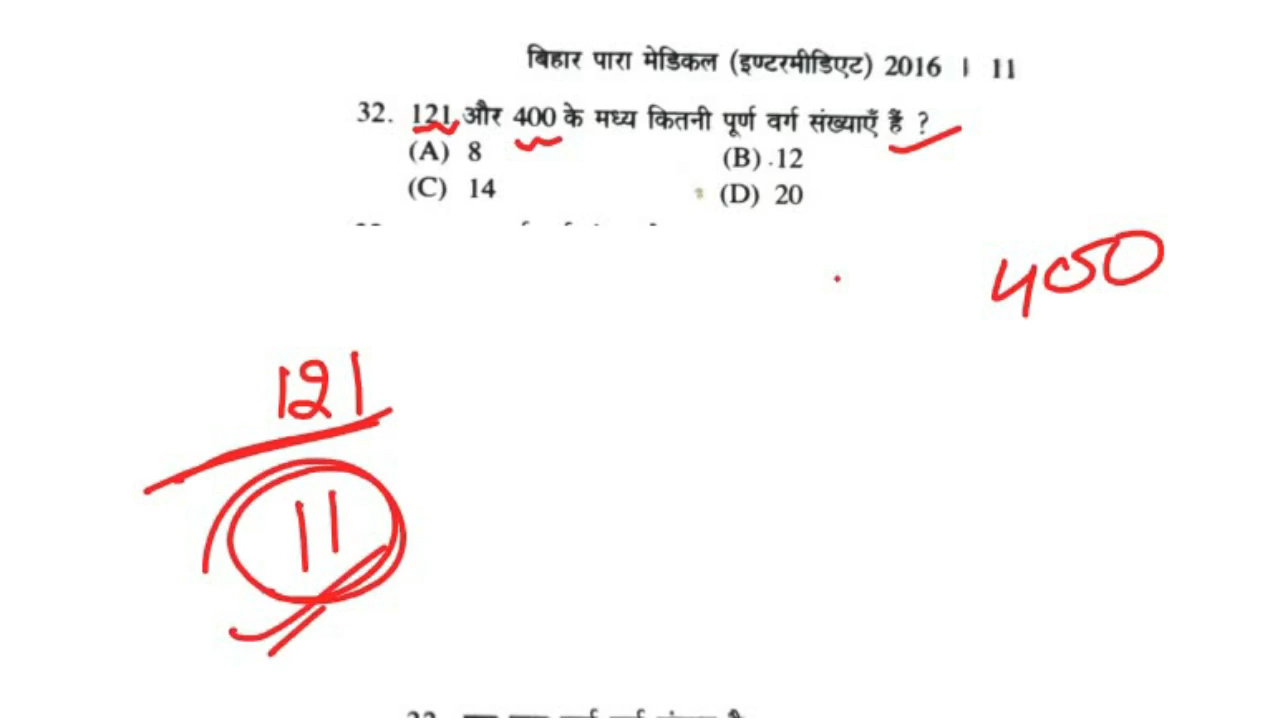 बिहार पारा मेडिकल (इण्टरमीडिएट) 2016 । 11
32. 121 और 400 के मध्य कितनी पूर्ण वर्ग संख्याएँ हैं ?
(A) 8 (B) 12
(C) 14 (D) 20
400
121
11